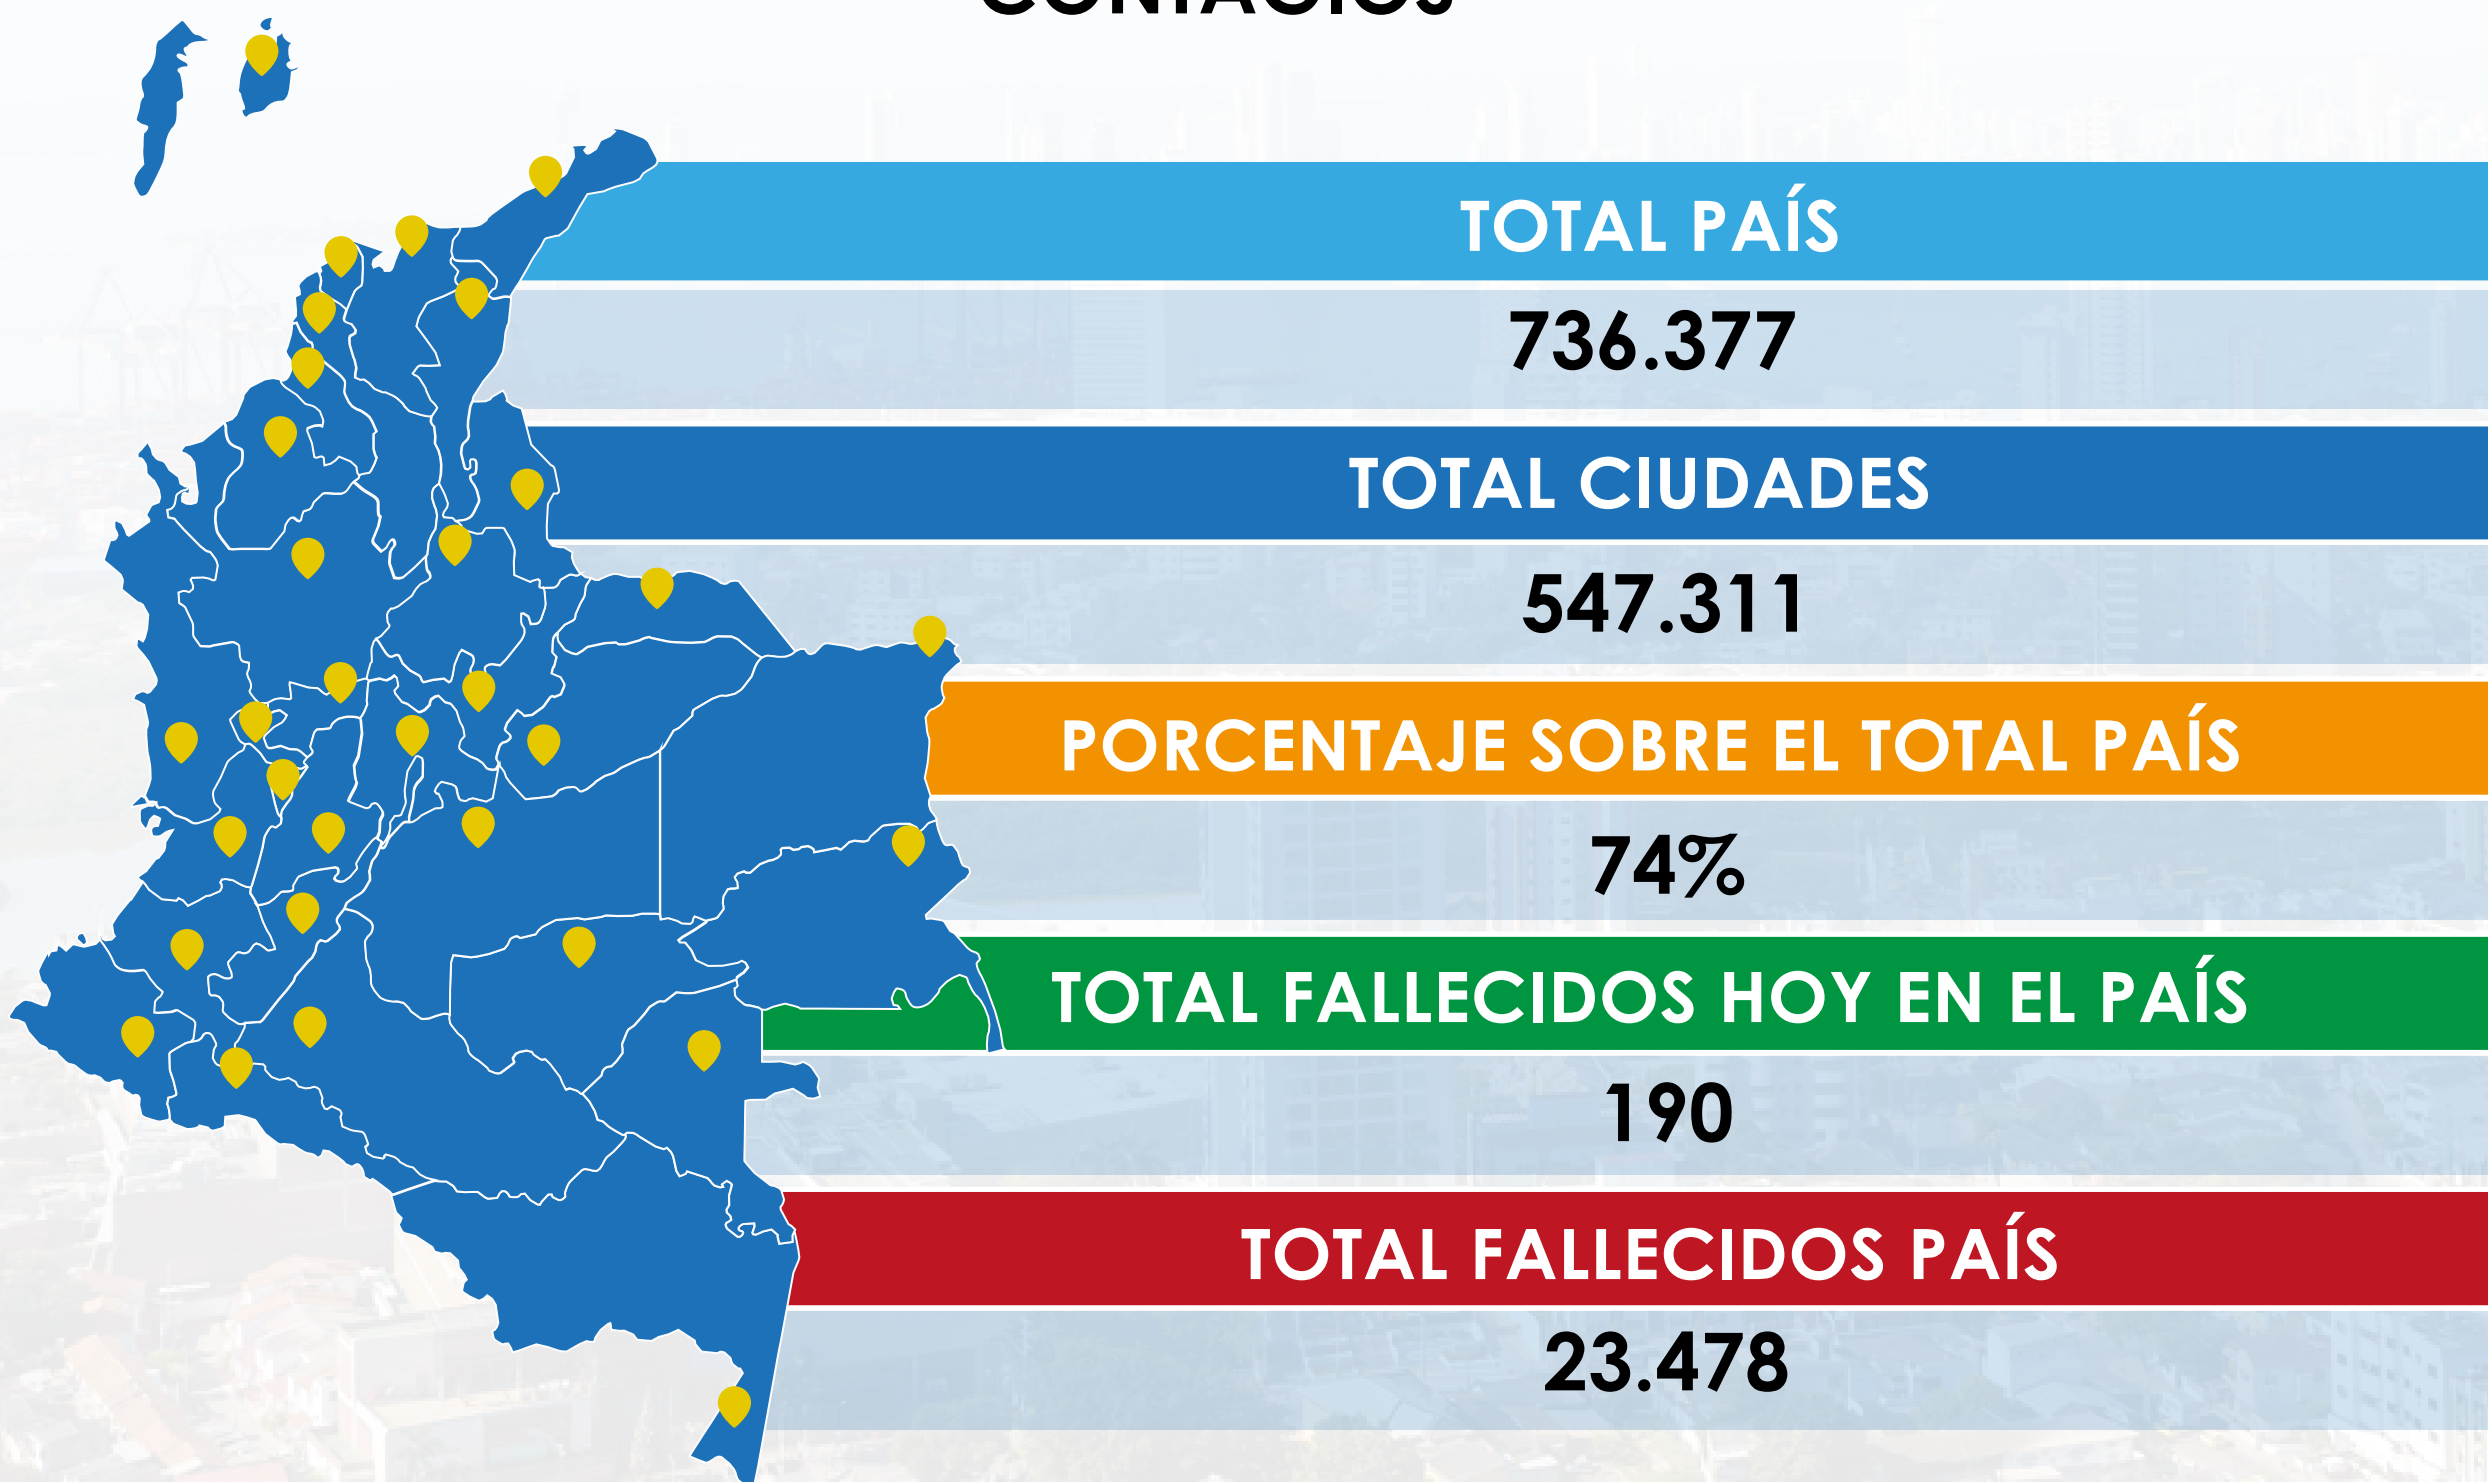 CONTAGIOS
TOTAL PAÍS
736.377
TOTAL CIUDADES
547.311
PORCENTAJE SOBRE EL TOTAL PAÍS
74%
TOTAL FALLECIDOS HOY EN EL PAÍS
190
TOTAL FALLECIDOS PAÍS
23.478